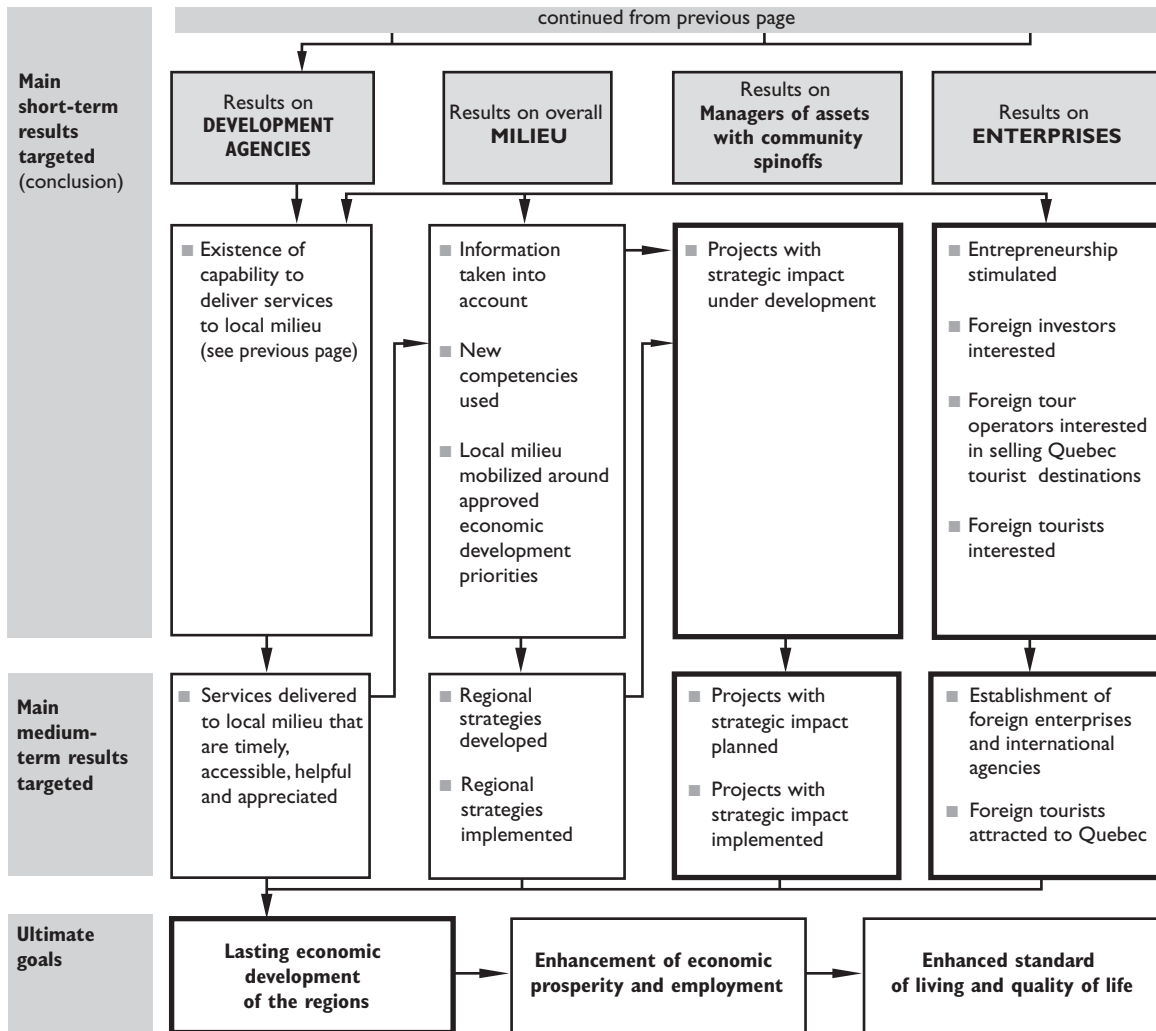 continued from previous page
Main
short-term
results
targeted
(conclusion)
Results on
DEVELOPMENT
AGENCIES
Results on overall
MILIEU
Results on
Managers of assets
with community
spinoffs
Results on
ENTERPRISES
■ Existence of
capability to
deliver services
to local milieu
(see previous page)
■ Information
taken into
account
■ New
competencies
used
■ Local milieu
mobilized around
approved
economic
development
priorities
■ Projects with
strategic impact
under development
■ Entrepreneurship
stimulated
■ Foreign investors
interested
■ Foreign tour
operators interested
in selling Quebec
tourist destinations
■ Foreign tourists
interested
Main
medium-
term results
targeted
■ Services delivered
to local milieu that
are timely,
accessible, helpful
and appreciated
■ Regional
strategies
developed
■ Regional
strategies
implemented
■ Projects with
strategic impact
planned
■ Projects with
strategic impact
implemented
■ Establishment of
foreign enterprises
and international
agencies
■ Foreign tourists
attracted to Quebec
Ultimate
goals
Lasting economic
development
of the regions
Enhancement of economic
prosperity and employment
Enhanced standard
of living and quality of life